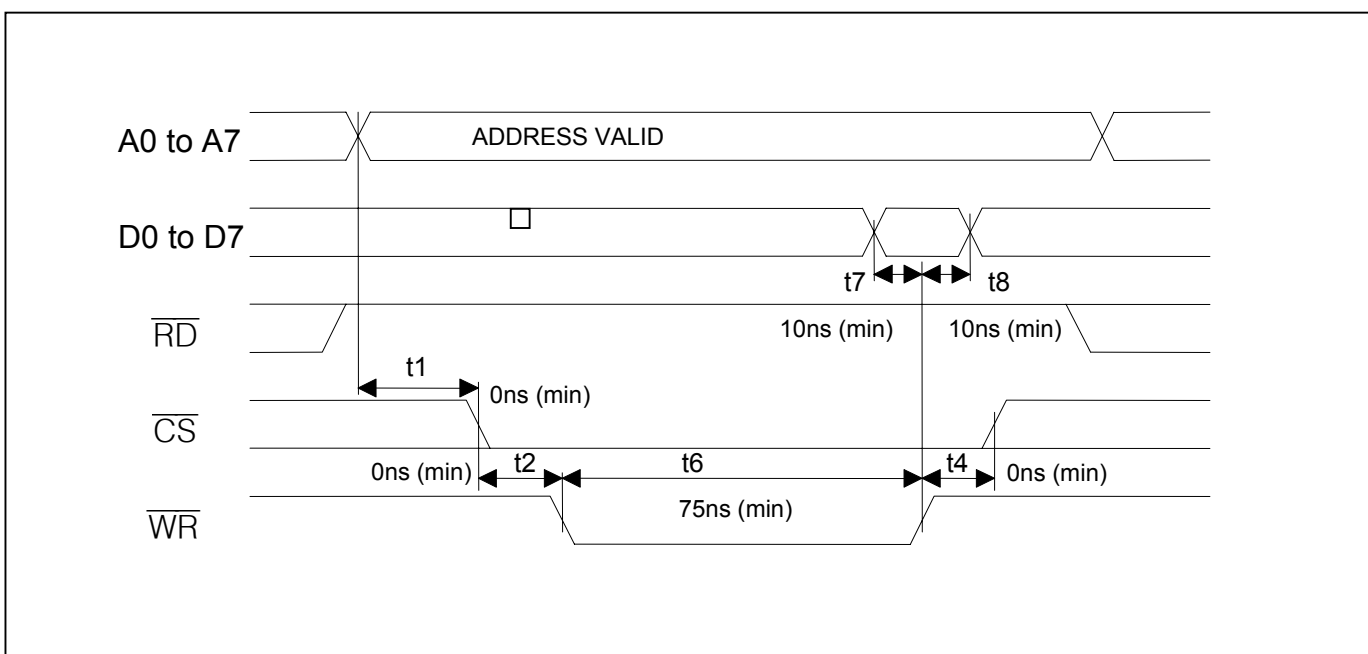 A0 to A7
ADDRESS VALID
D0 to D7
t7
t8
RD
10ns (min)
10ns (min)
t1
0ns (min)
CS
0ns (min)
t2
t6
t4
0ns (min)
WR
75ns (min)